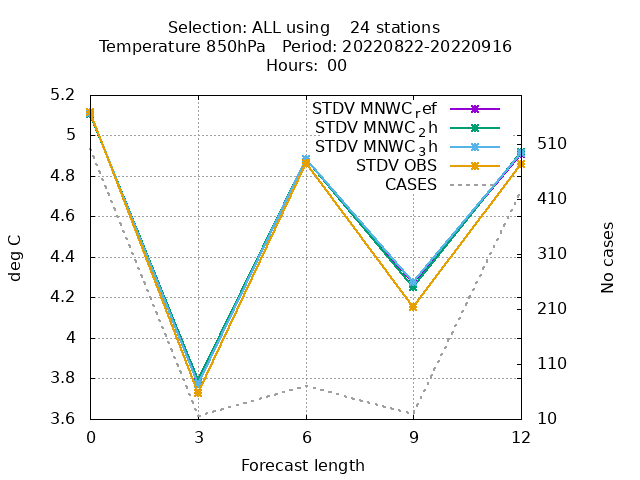 Selection: ALL using 24 stations
Temperature 850hPa Period: 20220822-20220916
Hours: 00
STDV MNWC_ref
STDV MNWC_2h
STDV MNWC_3h
STDV OBS
CASES
5.2
5
4.8
4.6
4.4
4.2
4
3.8
3.6
deg C
510
410
310
210
110
10
No cases
0 3 6 9 12
Forecast length